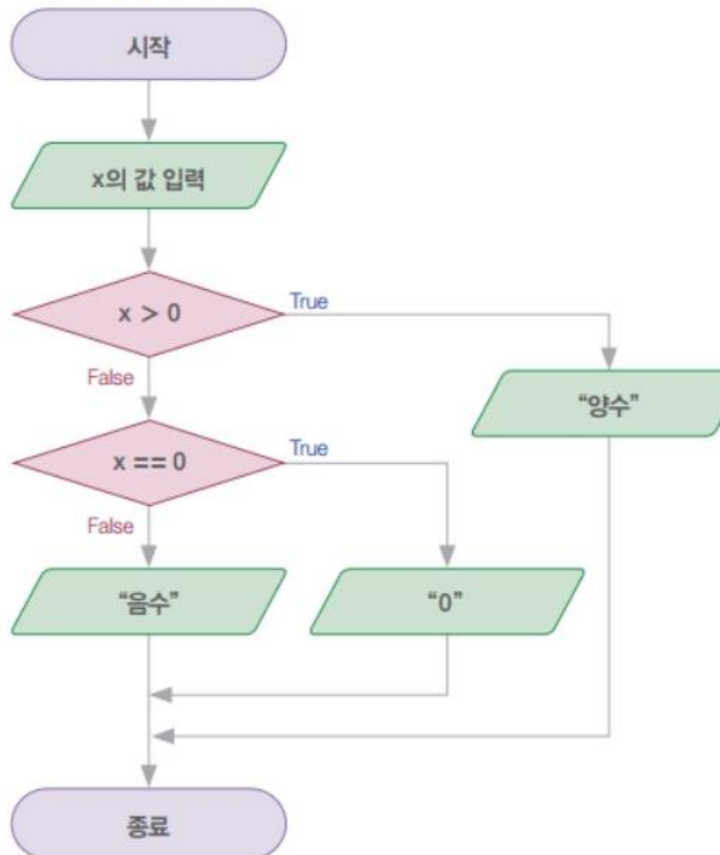 시작
x의 값 입력
x > 0
True
False
“양수”
x == 0
True
False
“음수”
“0”
종료